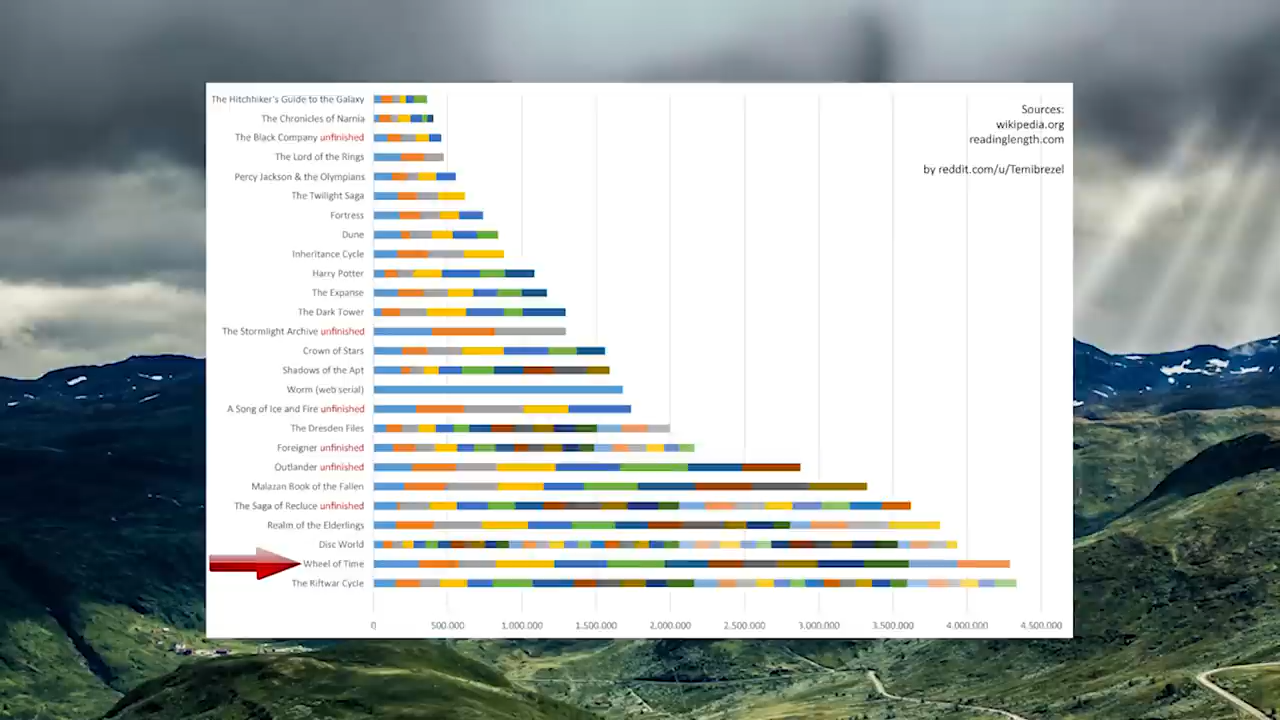 The Hitchhiker's Guide to the Galaxy
The Chronicles of Narnia
The Black Company unfinished
The Lord of the Rings
Percy Jackson & the Olympians
The Twilight Saga
Fortress
Dune
Inheritance Cycle
Harry Potter
The Expanse
The Dark Tower
The Stormlight Archive unfinished
Crown of Stars
Shadows of the Apt
Worm (web serial)
A Song of Ice and Fire unfinished
The Dresden Files
Foreigner unfinished
Outlander unfinished
Malazan Book of the Fallen
The Saga of Recluce unfinished
Realm of the Elderlings
Disc World
Wheel of Time
The Riftwar Cycle
0 500.000 1.000.000 1.500.000 2.000.000 2.500.000 3.000.000 3.500.000 4.000.000 4.500.000
Sources:
wikipedia.org
readinglength.com
by reddit.com/u/Temibrezel